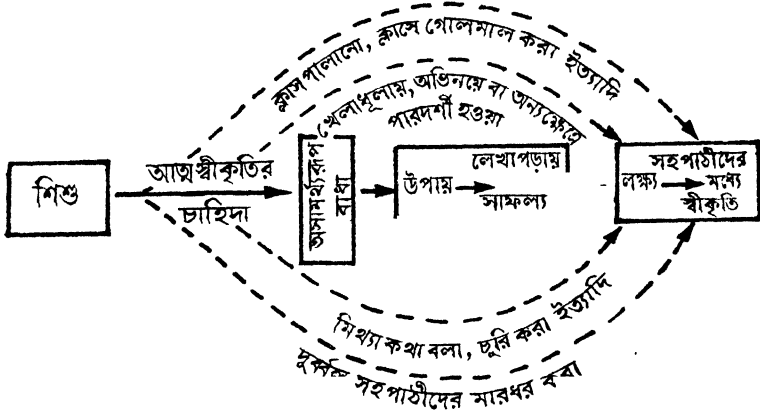 ক্লাস পালানো, ক্লাসে গোলমাল করা ইত্যাদি
খেলাধূলায়, অভিনয়ে বা অন্যক্ষেত্রে
পারদর্শী হওয়া
শিশু
আত্মস্বীকৃতির
চাহিদা
অসামর্থ্যরূপ
বাধা
উপায়
লেখাপড়ায়
সাফল্য
লক্ষ্য
সহপাঠীদের
মধ্যে
স্বীকৃতি
মিথ্যা কথা বলা, চুরি করা ইত্যাদি
দুর্ব্বল সহপাঠীদের মারধর করা